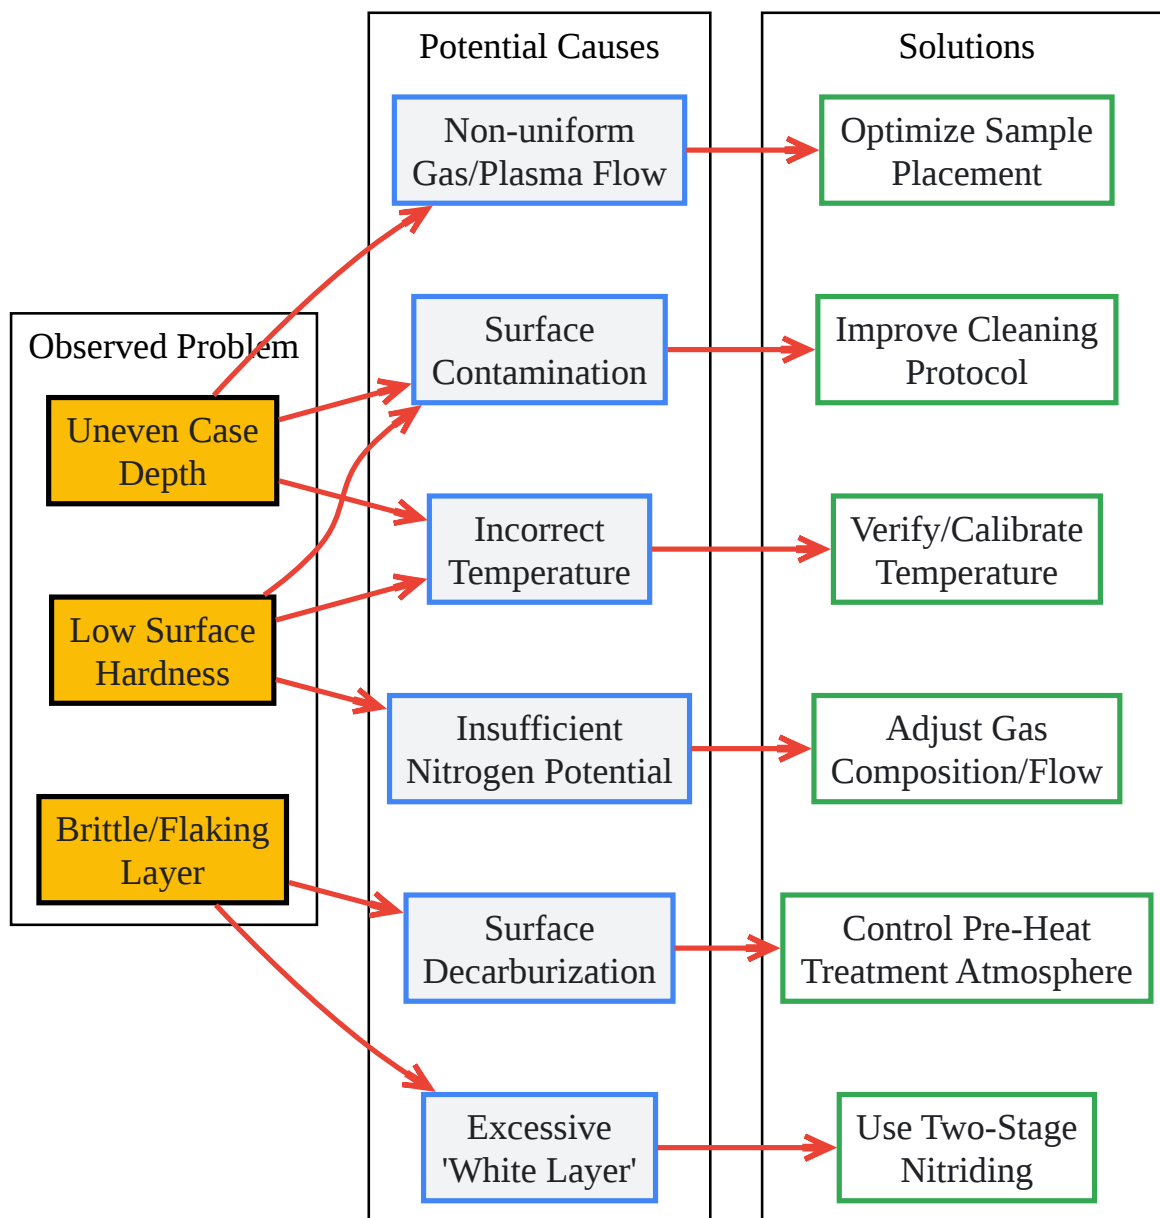 Observed Problem
Uneven Case
Depth
Low Surface
Hardness
Brittle/Flaking
Layer
Potential Causes
Non-uniform
Gas/Plasma Flow
Surface
Contamination
Incorrect
Temperature
Insufficient
Nitrogen Potential
Surface
Decarburization
Excessive
'White Layer'
Solutions
Optimize Sample
Placement
Improve Cleaning
Protocol
Verify/Calibrate
Temperature
Adjust Gas
Composition/Flow
Control Pre-Heat
Treatment Atmosphere
Use Two-Stage
Nitriding